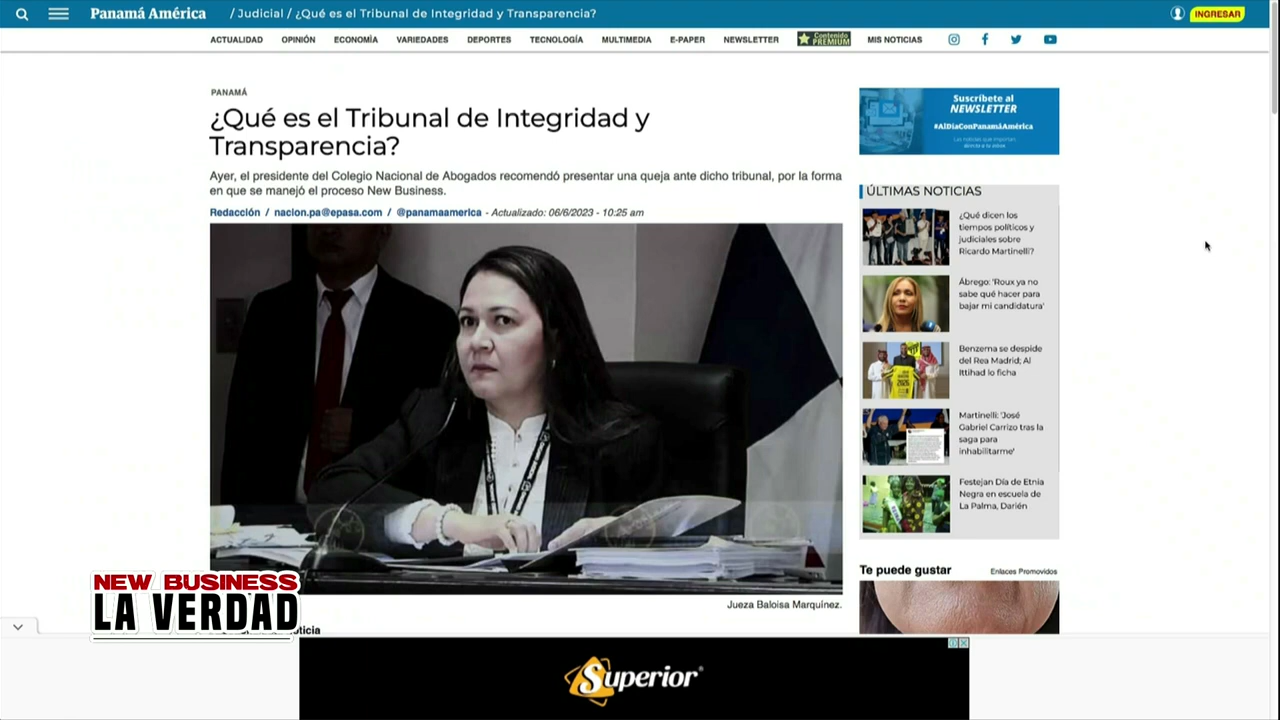 Panamá América / Judicial / ¿Qué es el Tribunal de Integridad y Transparencia? INGRESAR
ACTUALIDAD OPINIÓN ECONOMÍA VARIEDADES DEPORTES TECNOLOGÍA MULTIMEDIA E-PAPER NEWSLETTER Contenido PREMIUM MIS NOTICIAS
PANAMÁ
¿Qué es el Tribunal de Integridad y
Transparencia?
Ayer, el presidente del Colegio Nacional de Abogados recomendó presentar una queja ante dicho tribunal, por la forma
en que se manejó el proceso New Business.
Redacción / nacion.pa@epasa.com / @panamaamerica - Actualizado: 06/6/2023 - 10:25 am
Jueza Baloisa Marquínez.
Suscríbete al
NEWSLETTER
#AlDíaConPanamáAmérica
Las noticias que importan,
directo a tu inbox
ÚLTIMAS NOTICIAS
¿Qué dicen los
tiempos políticos y
judiciales sobre
Ricardo Martinelli?
Ábrego: 'Roux ya no
sabe qué hacer para
bajar mi candidatura'
Benzema se despide
del Rea Madrid; Al
Ittihad lo ficha
Martinelli: 'José
Gabriel Carrizo tras la
saga para
inhabilitarme'
Festejan Día de Etnia
Negra en escuela de
La Palma, Darién
Te puede gustar Enlaces Promovidos
NEW BUSINESS
LA VERDAD
Superior